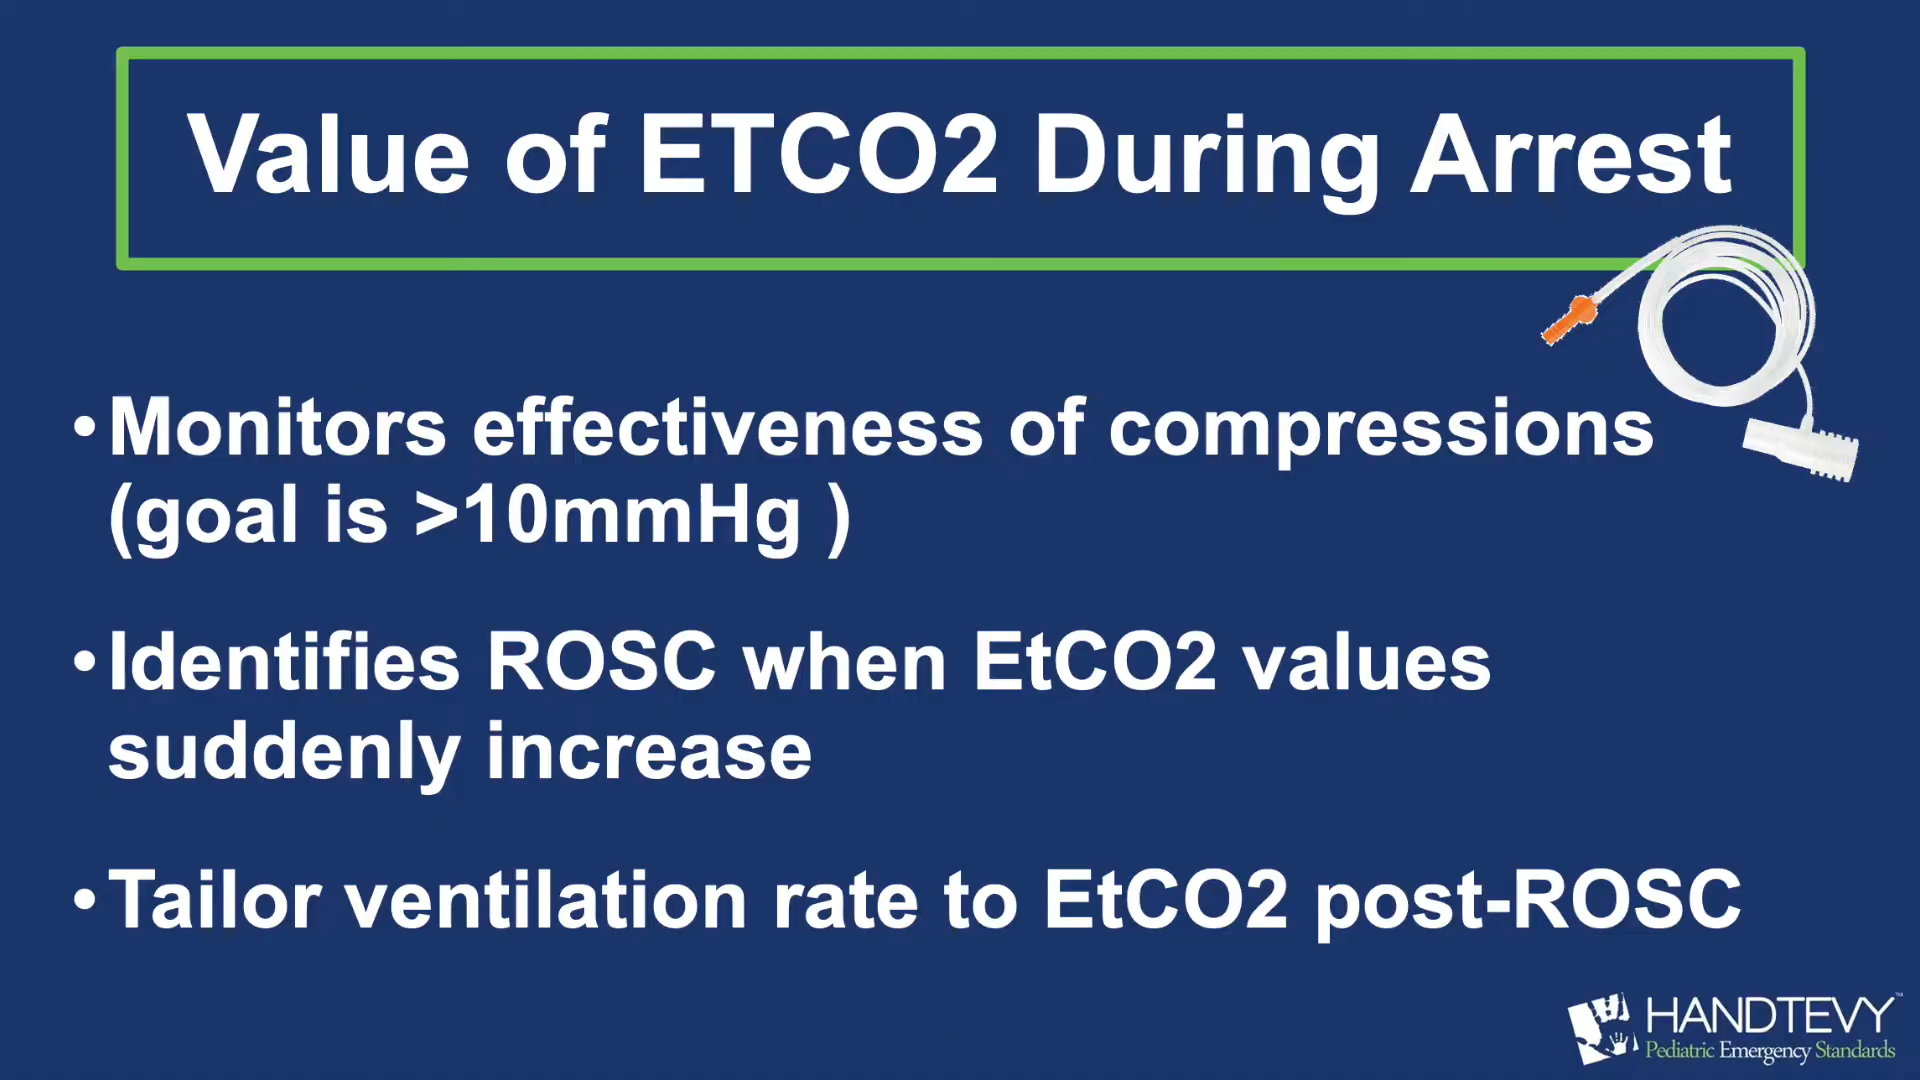 Value of ETCO2 During Arrest
•Monitors effectiveness of compressions
(goal is >10mmHg )
•Identifies ROSC when EtCO2 values
suddenly increase
•Tailor ventilation rate to EtCO2 post-ROSC
HANDTEVY™
Pediatric Emergency Standards